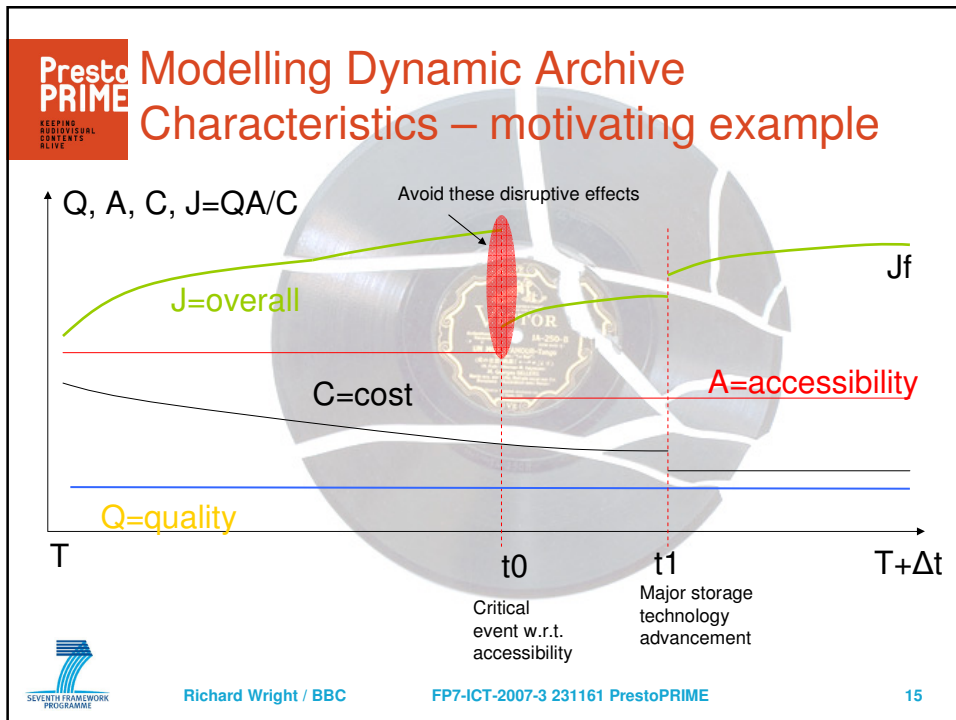 Presto
PRIME
KEEPING
AUDIOVISUAL
CONTENTS
ALIVE
Modelling Dynamic Archive
Characteristics – motivating example
Q, A, C, J=QA/C
Avoid these disruptive effects
J=overall
Jf
C=cost
A=accessibility
Q=quality
T
t0
t1
T+Δt
Critical
event w.r.t.
accessibility
Major storage
technology
advancement
SEVENTH FRAMEWORK
PROGRAMME
Richard Wright / BBC
FP7-ICT-2007-3 231161 PrestoPRIME
15